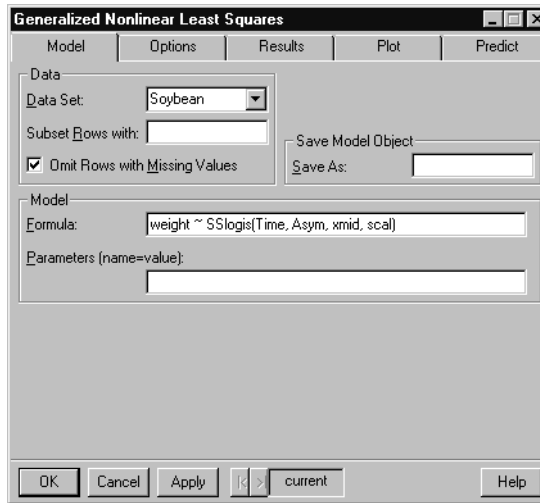 Generalized Nonlinear Least Squares
Model Options Results Plot Predict
Data
Data Set: Soybean
Subset Rows with:
Omit Rows with Missing Values
Save Model Object
Save As:
Model
Formula: weight ~ SSlogis(Time, Asym, xmid, scal)
Parameters (name=value):
OK Cancel Apply current Help